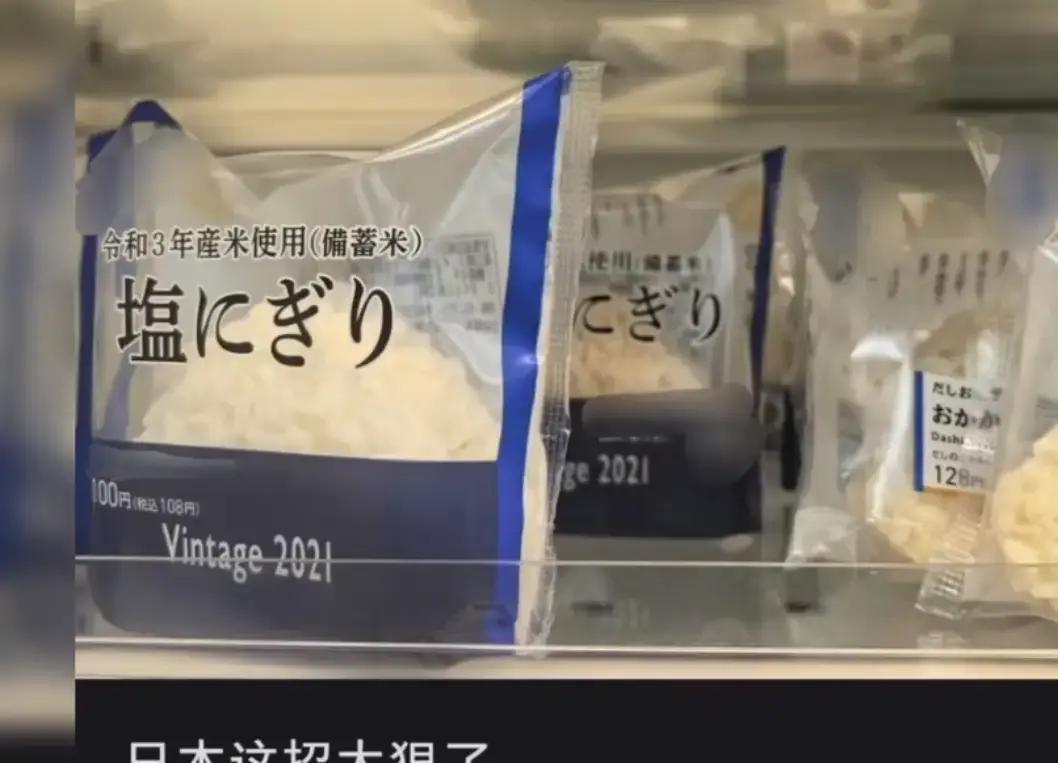 令和3年産米使用(備蓄米)
塩にぎり
100円(税込108円)
Vintage 2021
使用(備蓄米)
にぎり
ge 2021
だしお
おかか
Dashi
128円
日本这招太狠了